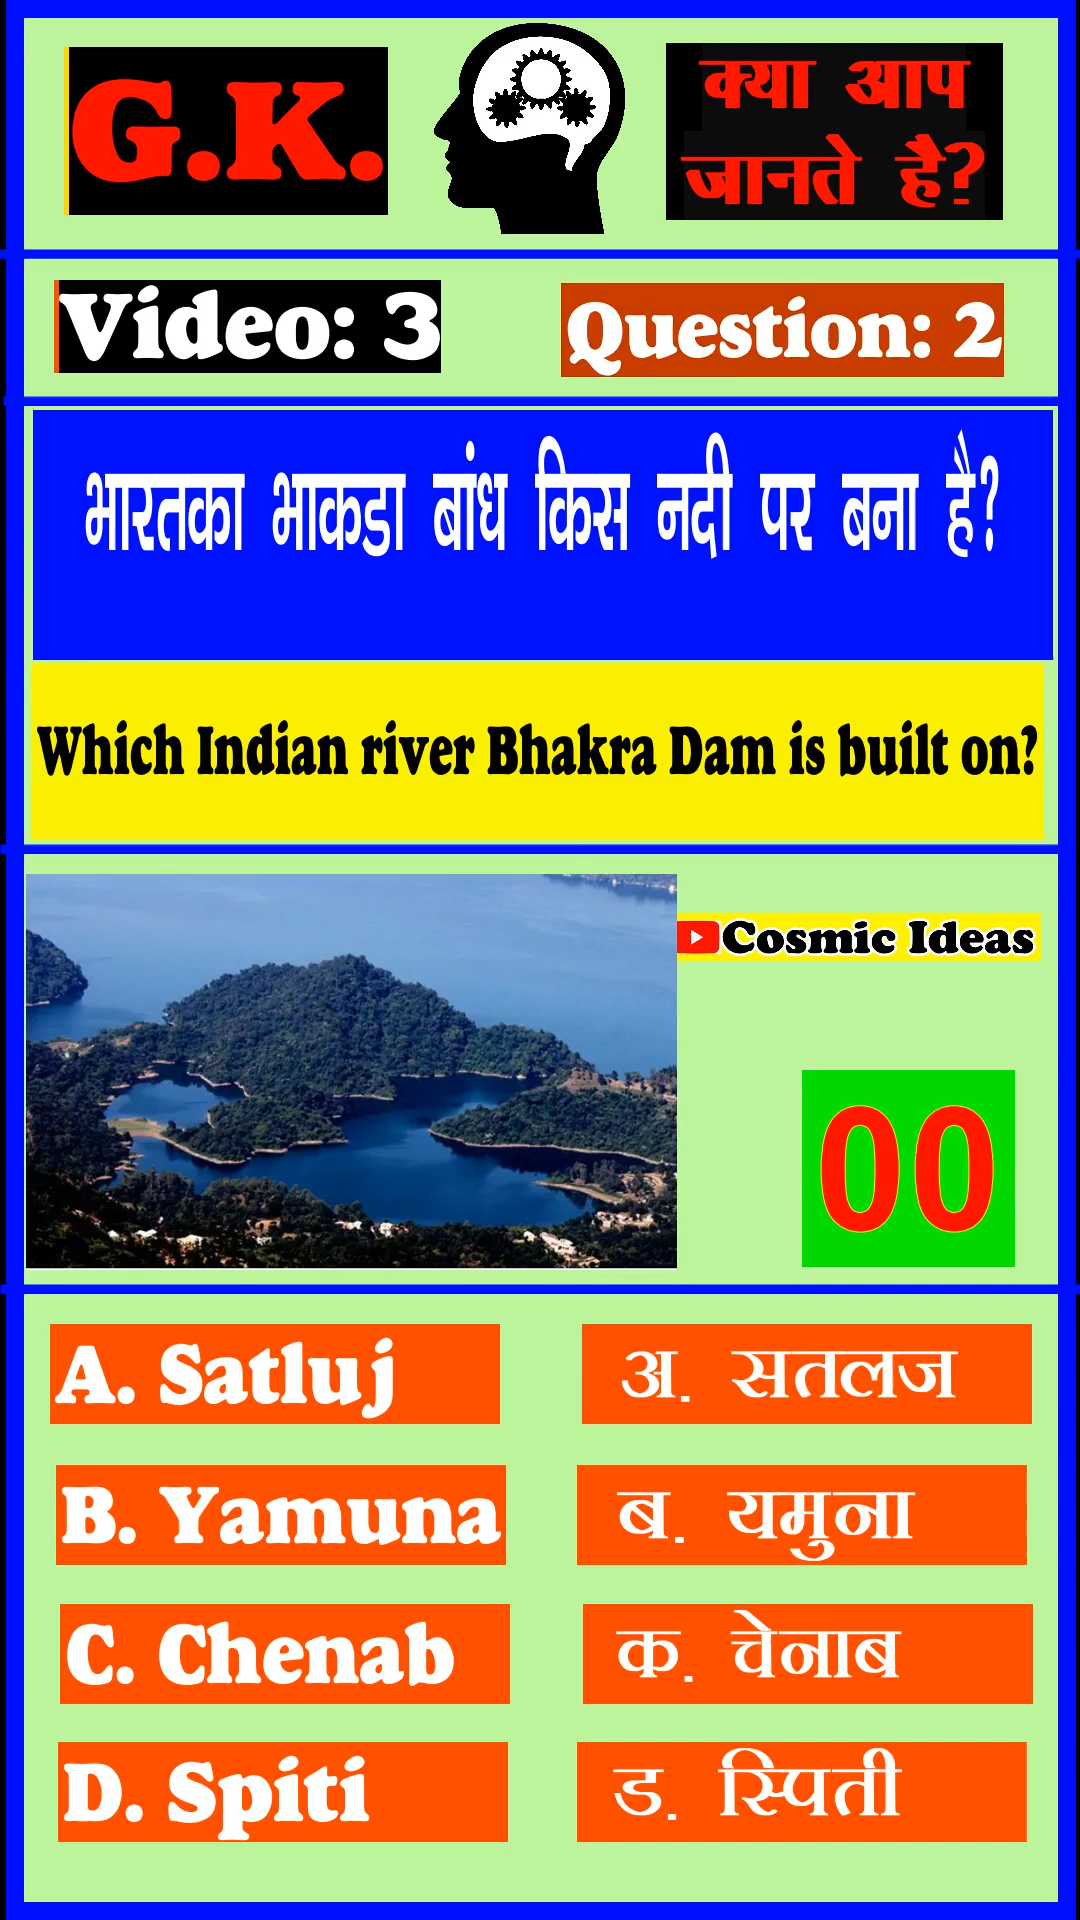 G.K.
क्या आप
जानते है?
Video: 3
Question: 2
भारतका भाकडा बांध किस नदी पर बना है?
Which Indian river Bhakra Dam is built on?
Cosmic Ideas
00
A. Satluj
अ. सतलज
B. Yamuna
ब. यमुना
C. Chenab
क. चेनाब
D. Spiti
ड. स्पिती